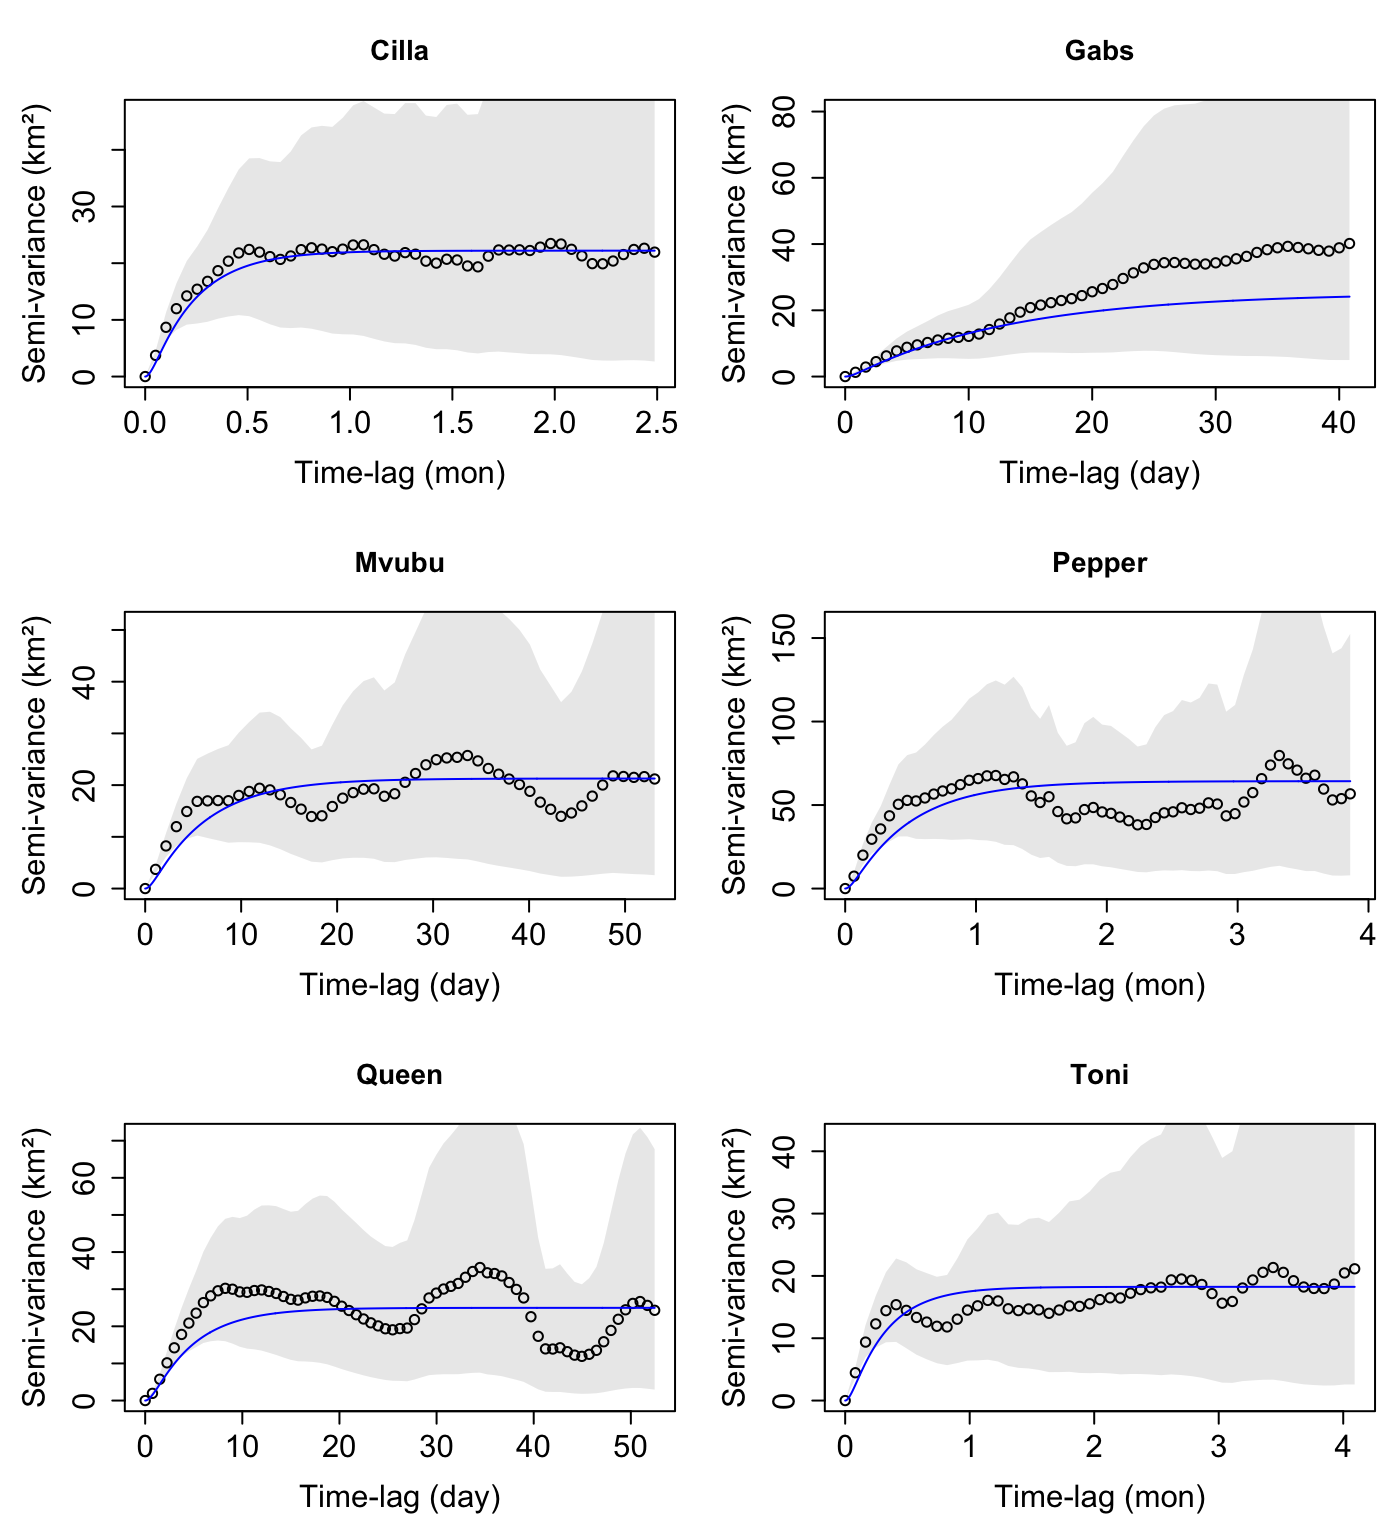 Cilla
Semi-variance (km²)
0 10 30
0.0 0.5 1.0 1.5 2.0 2.5
Time-lag (mon)
Gabs
Semi-variance (km²)
0 20 40 60 80
0 10 20 30 40
Time-lag (day)
Mvubu
Semi-variance (km²)
0 20 40
0 10 20 30 40 50
Time-lag (day)
Pepper
Semi-variance (km²)
0 50 100 150
0 1 2 3 4
Time-lag (mon)
Queen
Semi-variance (km²)
0 20 40 60
0 10 20 30 40 50
Time-lag (day)
Toni
Semi-variance (km²)
0 10 20 30 40
0 1 2 3 4
Time-lag (mon)